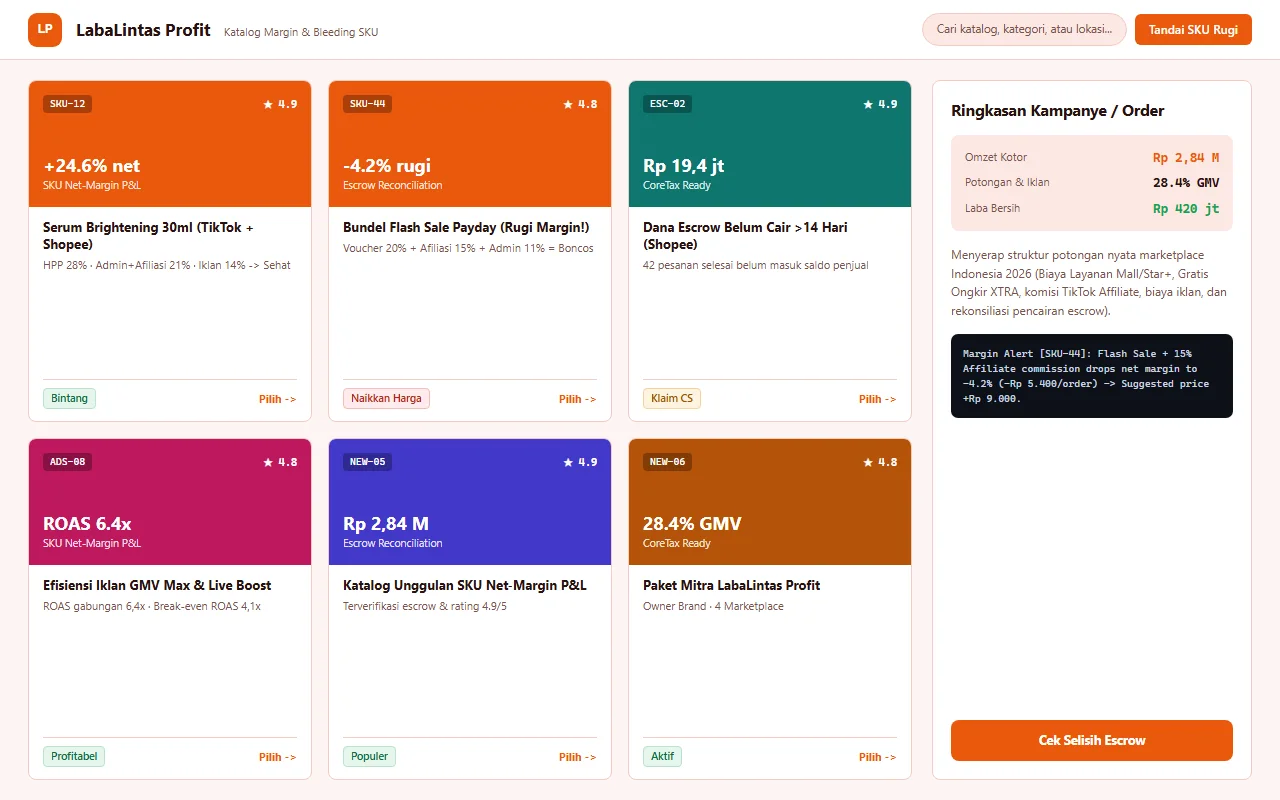 LP
LabaLintas Profit
Katalog Margin & Bleeding SKU
Cari katalog, kategori, atau lokasi...
Tandai SKU Rugi
SKU-12
★ 4.9
+24.6% net
SKU Net-Margin P&L
Serum Brightening 30ml (TikTok +
Shopee)
HPP 28% · Admin+Afiliasi 21% · Iklan 14% -> Sehat
Bintang
Pilih ->
SKU-44
★ 4.8
-4.2% rugi
Escrow Reconciliation
Bundel Flash Sale Payday (Rugi Margin!)
Voucher 20% + Afiliasi 15% + Admin 11% = Boncos
Naikkan Harga
Pilih ->
ESC-02
★ 4.9
Rp 19,4 jt
CoreTax Ready
Dana Escrow Belum Cair >14 Hari
(Shopee)
42 pesanan selesai belum masuk saldo penjual
Klaim CS
Pilih ->
ADS-08
★ 4.8
ROAS 6.4x
SKU Net-Margin P&L
Efisiensi Iklan GMV Max & Live Boost
ROAS gabungan 6,4x · Break-even ROAS 4,1x
Profitabel
Pilih ->
NEW-05
★ 4.9
Rp 2,84 M
Escrow Reconciliation
Katalog Unggulan SKU Net-Margin P&L
Terverifikasi escrow & rating 4.9/5
Populer
Pilih ->
NEW-06
★ 4.8
28.4% GMV
CoreTax Ready
Paket Mitra LabaLintas Profit
Owner Brand · 4 Marketplace
Aktif
Pilih ->
Ringkasan Kampanye / Order
Omzet Kotor
Rp 2,84 M
Potongan & Iklan
28.4% GMV
Laba Bersih
Rp 420 jt
Menyerap struktur potongan nyata marketplace
Indonesia 2026 (Biaya Layanan Mall/Star+, Gratis
Ongkir XTRA, komisi TikTok Affiliate, biaya iklan, dan
rekonsiliasi pencairan escrow).
Margin Alert [SKU-44]: Flash Sale + 15%
Affiliate commission drops net margin to
-4.2% (-Rp 5.400/order) -> Suggested price
+Rp 9.000.
Cek Selisih Escrow